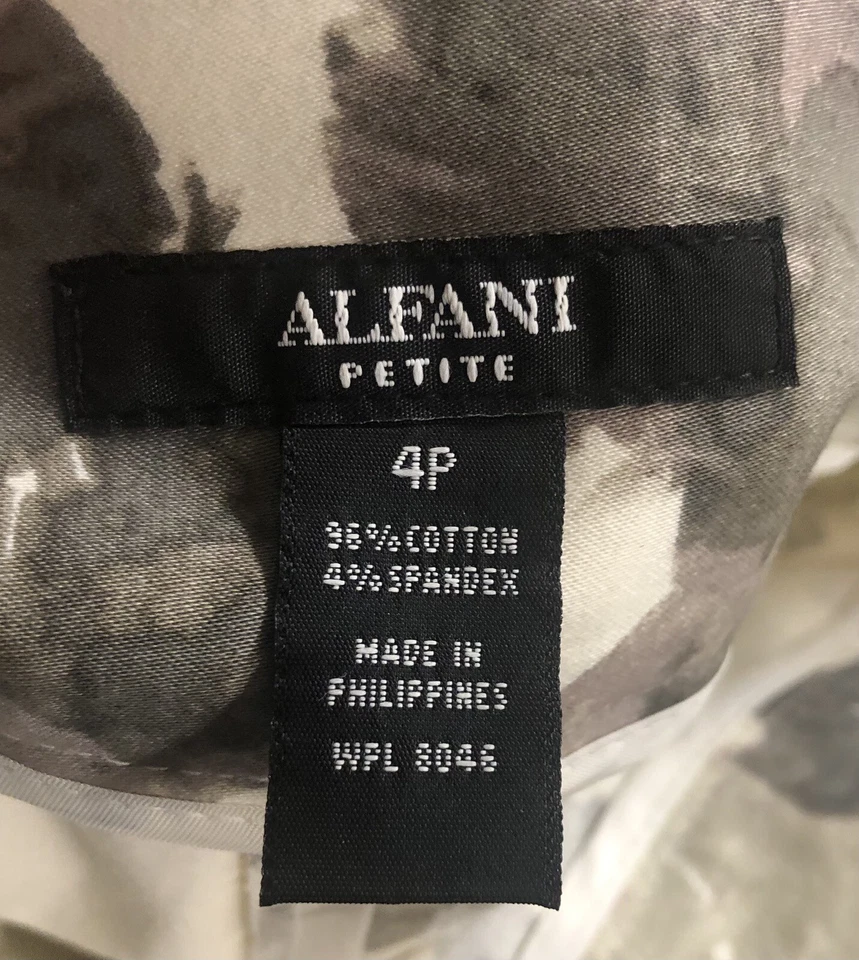 ALFANI
PETITE
4P
96%COTTON
4%SPANDEX
MADE IN
PHILIPPINES
WPL 8046